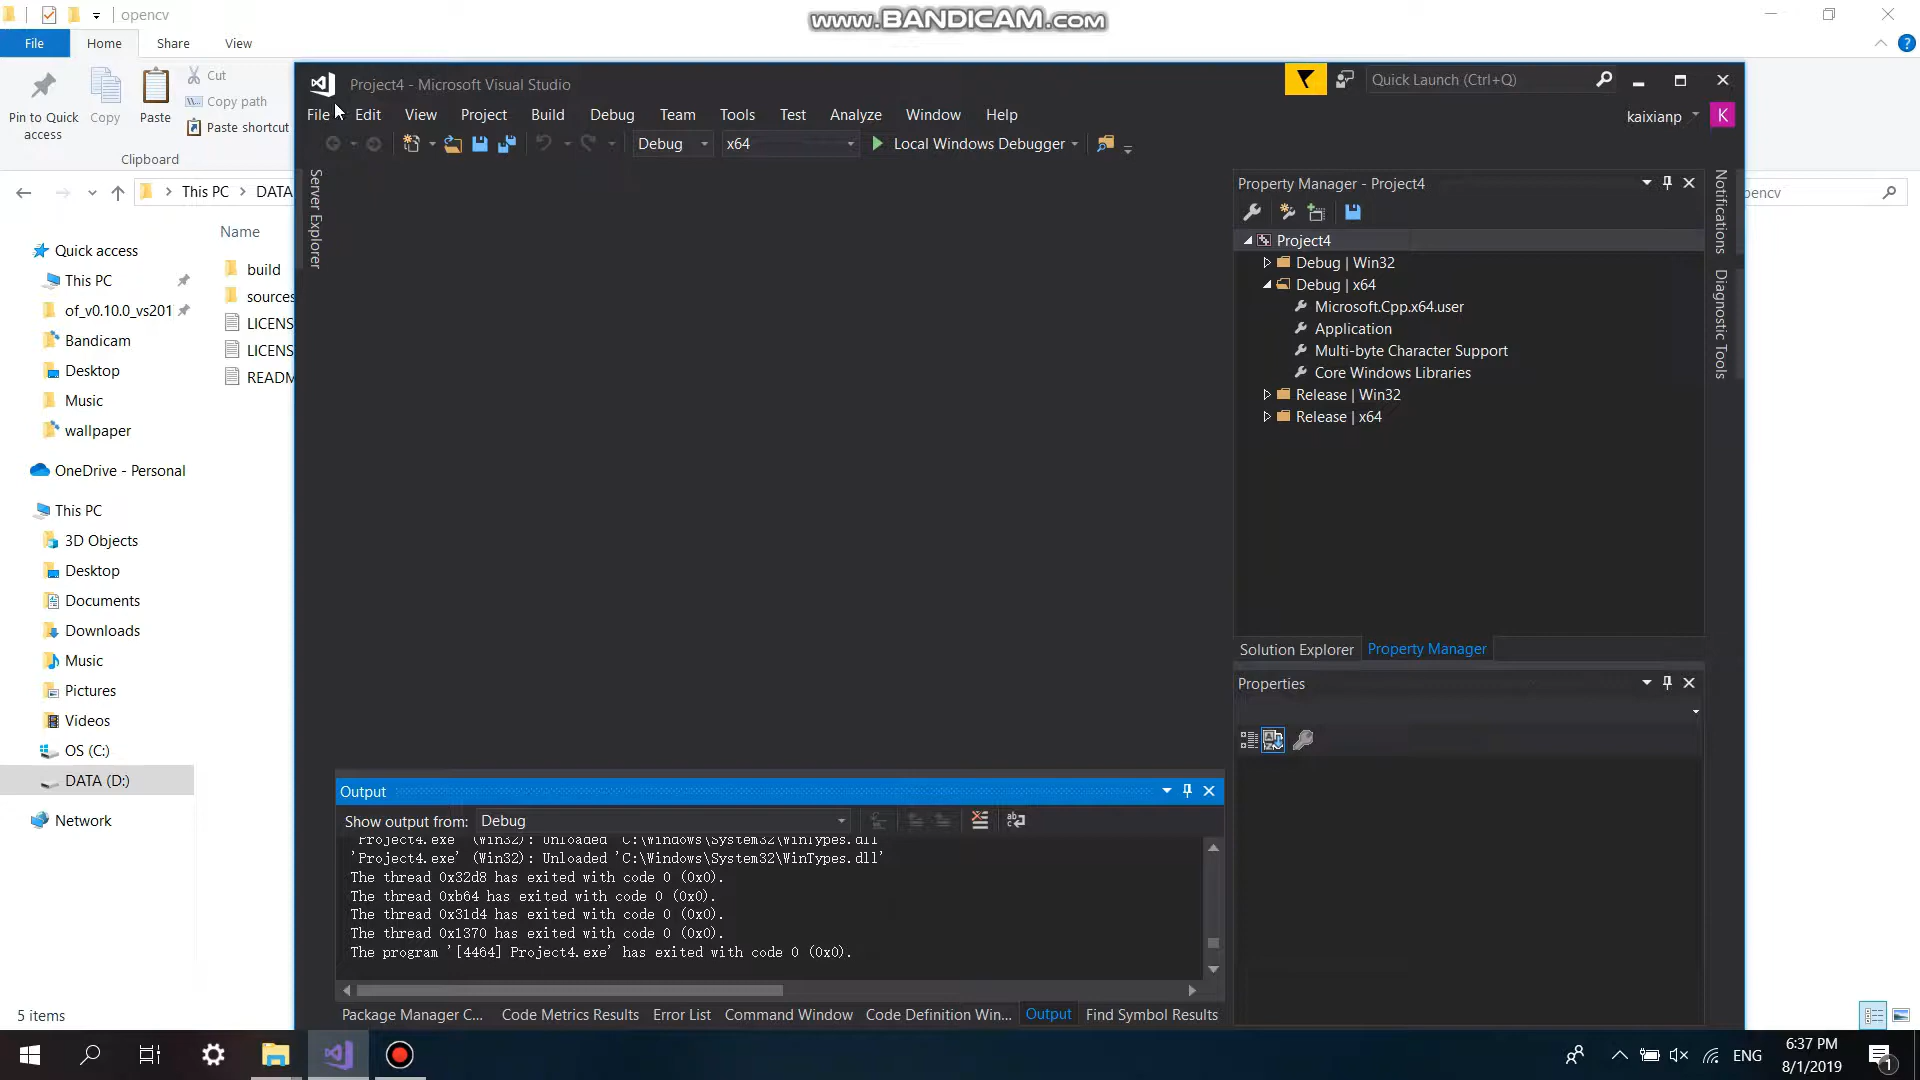 opencv
www.BANDICAM.com
File
Home
Share
View
Pin to Quick
access
Copy
Paste
Cut
Copy path
Paste shortcut
Clipboard
This PC
DATA
opencv
Name
Quick access
This PC
of_v0.10.0_vs201
Bandicam
Desktop
Music
wallpaper
OneDrive - Personal
This PC
3D Objects
Desktop
Documents
Downloads
Music
Pictures
Videos
OS (C:)
DATA (D:)
Network
5 items
build
sources
LICENS
LICENS
READM
Project4 - Microsoft Visual Studio
Quick Launch (Ctrl+Q)
File Edit View Project Build Debug Team Tools Test Analyze Window Help
kaixianp
K
Debug
x64
Local Windows Debugger
Server Explorer
Property Manager - Project4
Project4
Debug | Win32
Debug | x64
Microsoft.Cpp.x64.user
Application
Multi-byte Character Support
Core Windows Libraries
Release | Win32
Release | x64
Notifications
Diagnostic Tools
Solution Explorer
Property Manager
Properties
Output
Show output from:
Debug
'Project4.exe' (Win32): Unloaded 'C:\Windows\System32\WinTypes.dll'
'Project4.exe' (Win32): Unloaded 'C:\Windows\System32\WinTypes.dll'
The thread 0x32d8 has exited with code 0 (0x0).
The thread 0xb64 has exited with code 0 (0x0).
The thread 0x31d4 has exited with code 0 (0x0).
The thread 0x1370 has exited with code 0 (0x0).
The program '[4464] Project4.exe' has exited with code 0 (0x0).
Package Manager C...
Code Metrics Results
Error List
Command Window
Code Definition Win...
Output
Find Symbol Results
ENG
6:37 PM
8/1/2019
1